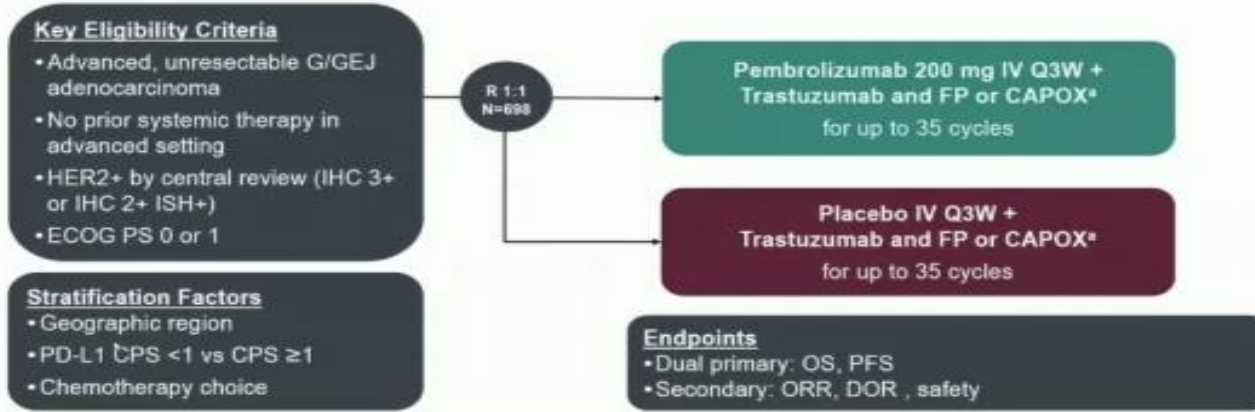 Key Eligibility Criteria
•Advanced, unresectable G/GEJ
adenocarcinoma
•No prior systemic therapy in
advanced setting
•HER2+ by central review (IHC 3+
or IHC 2+ ISH+)
•ECOG PS 0 or 1
R 1:1
N=698
Pembrolizumab 200 mg IV Q3W +
Trastuzumab and FP or CAPOXª
for up to 35 cycles
Placebo IV Q3W +
Trastuzumab and FP or CAPOXª
for up to 35 cycles
Stratification Factors
•Geographic region
•PD-L1 CPS <1 vs CPS ≥1
•Chemotherapy choice
Endpoints
•Dual primary: OS, PFS
•Secondary: ORR, DOR , safety